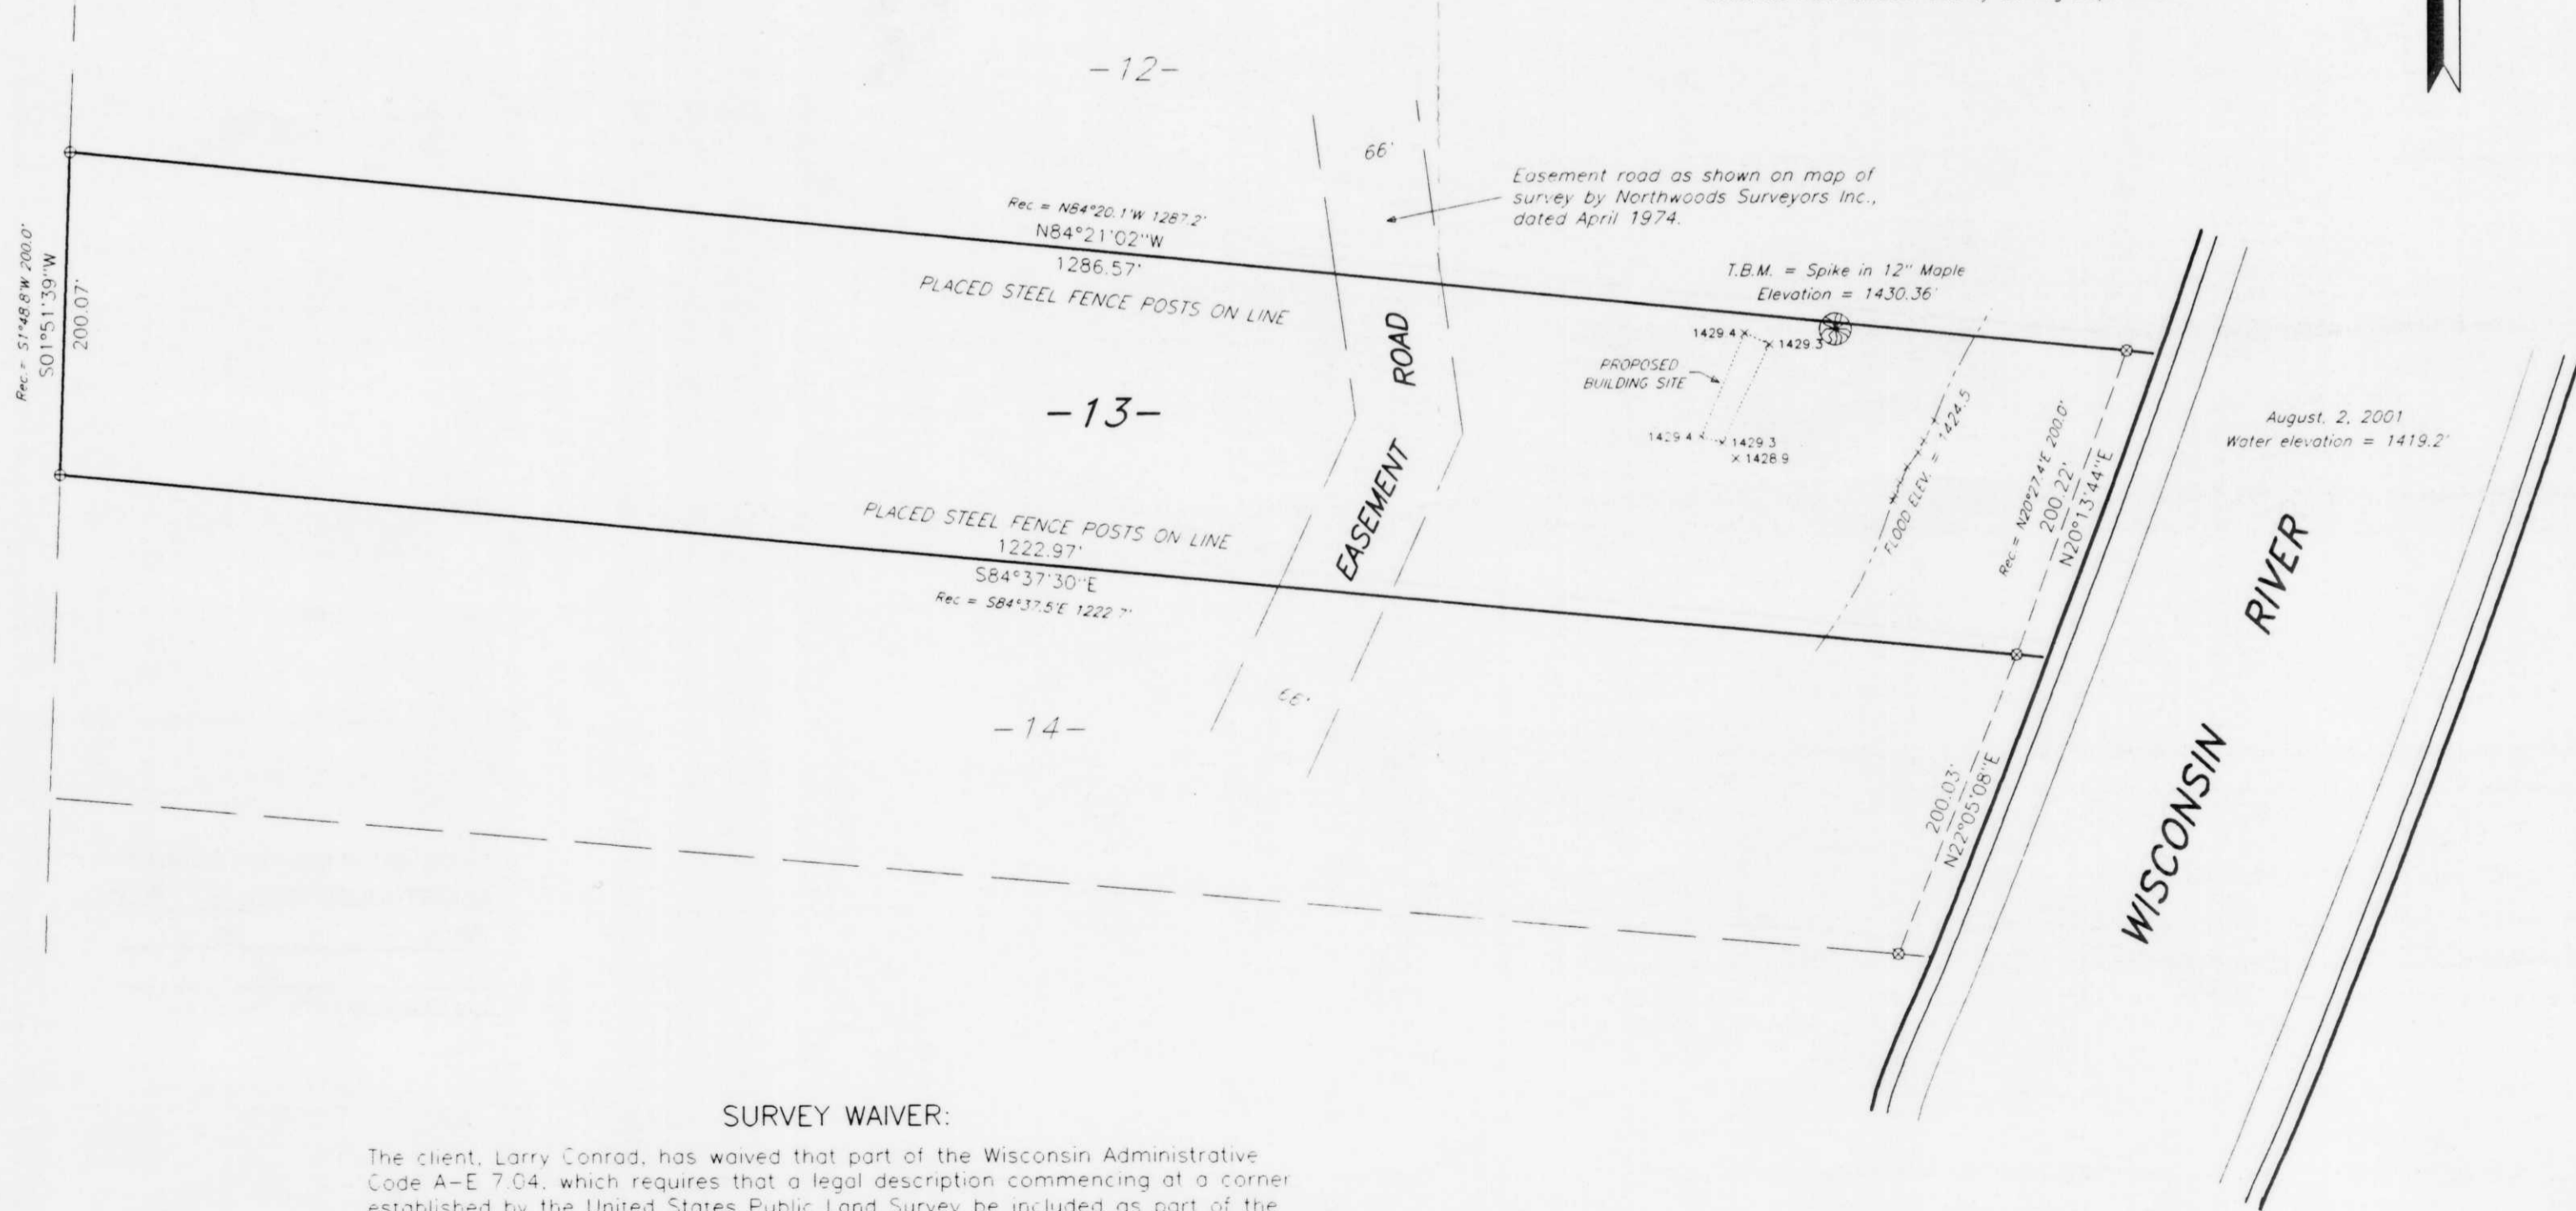 -12-
66'
Easement road as shown on map of
survey by Northwoods Surveyors Inc.,
dated April 1974.
Rec = N84°20.1'W 1287.2'
N84°21'02"W
1286.57'
PLACED STEEL FENCE POSTS ON LINE
Rec.= S1°48.8'W 200.0'
S01°51'39"W
200.07'
T.B.M. = Spike in 12" Maple
Elevation = 1430.36'
1429.4
1429.3
PROPOSED
BUILDING SITE
1429.4
1429.3
1428.9
-13-
EASEMENT ROAD
FLOOD ELEV. = 1424.5
Rec.= N20°27.4'E 200.0'
200.22'
N20°13'44"E
August, 2, 2001
Water elevation = 1419.2'
WISCONSIN RIVER
PLACED STEEL FENCE POSTS ON LINE
1222.97'
S84°37'30"E
Rec = S84°37.5'E 1222.7'
-14-
66'
200.03'
N22°05'08"E
SURVEY WAIVER:
The client, Larry Conrad, has waived that part of the Wisconsin Administrative
Code A-E 7.04, which requires that a legal description commencing at a corner
established by the United States Public Land Survey be included as part of the